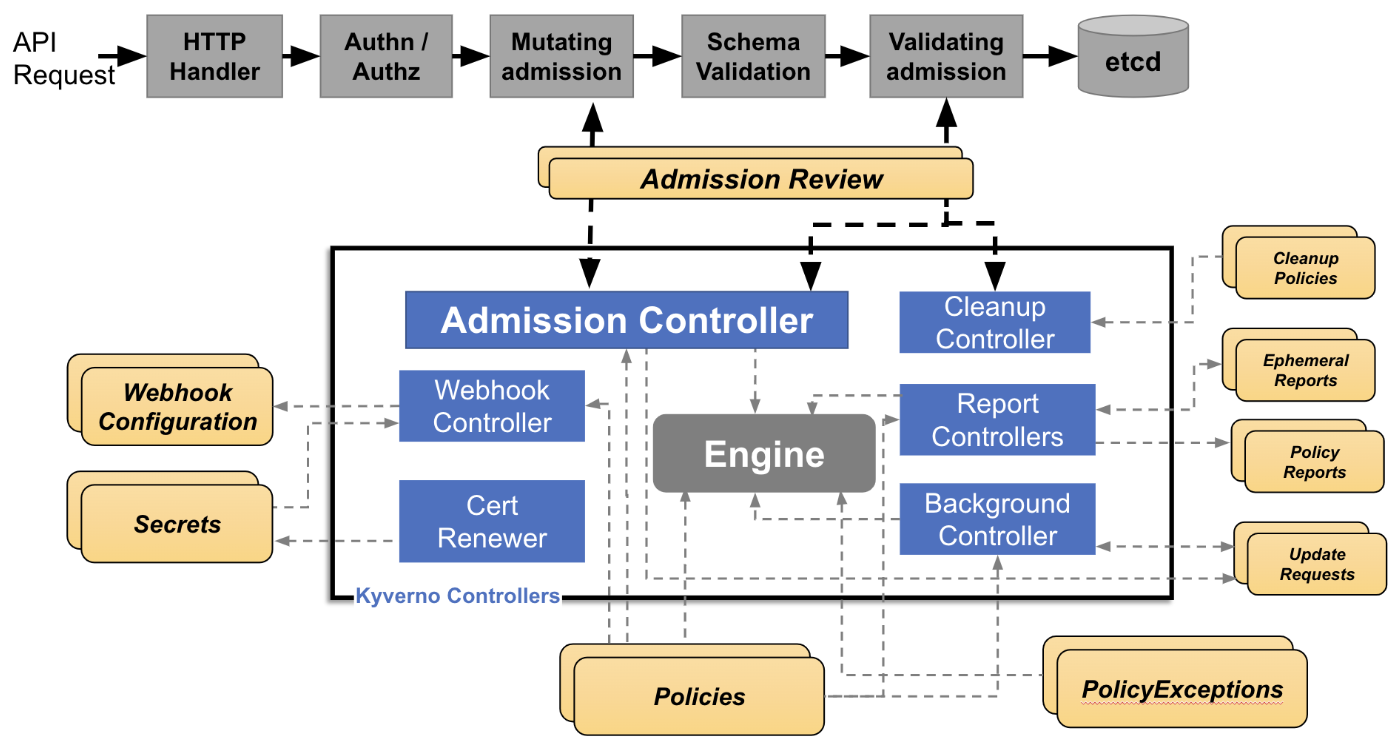 API
Request
HTTP
Handler
Authn /
Authz
Mutating
admission
Schema
Validation
Validating
admission
etcd
Admission Review
Admission Controller
Cleanup
Controller
Cleanup
Policies
Webhook
Configuration
Webhook
Controller
Engine
Report
Controllers
Ephemeral
Reports
Policy
Reports
Secrets
Cert
Renewer
Background
Controller
Update
Requests
Kyverno Controllers
Policies
PolicyExceptions